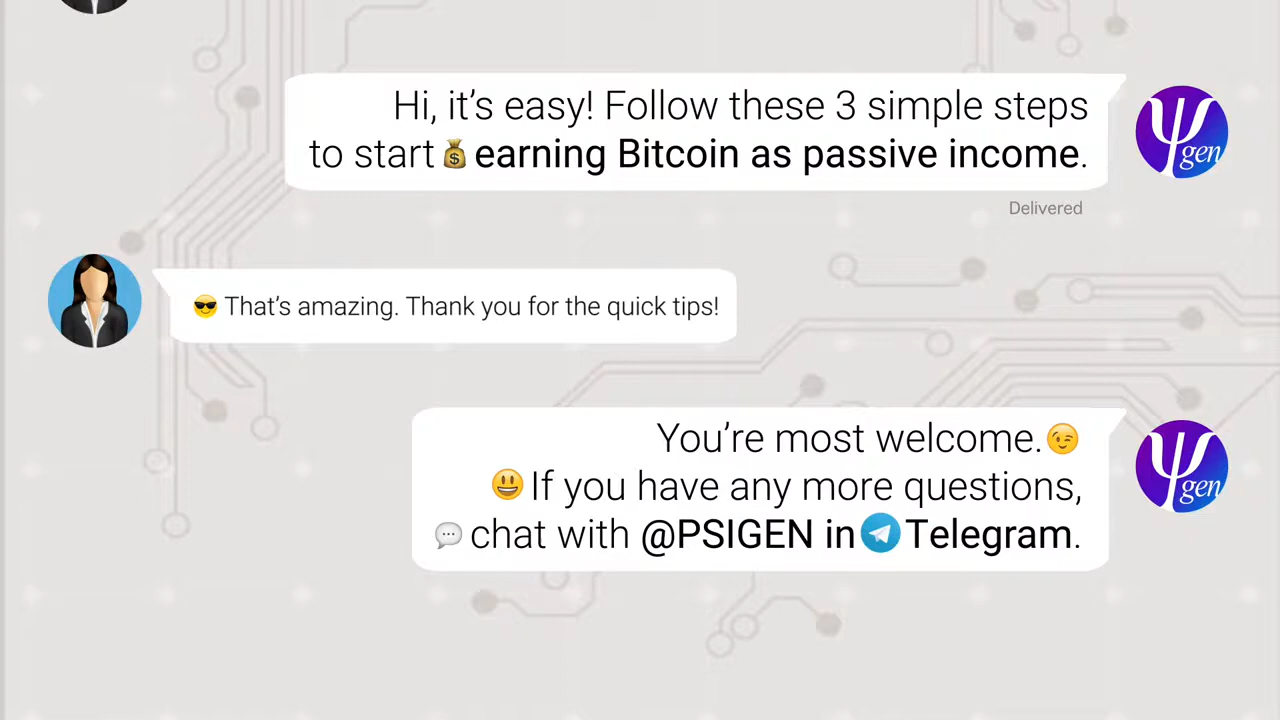 Hi, it’s easy! Follow these 3 simple steps
to start 💰 earning Bitcoin as passive income.
Ψ gen
Delivered
😎 That’s amazing. Thank you for the quick tips!
You’re most welcome. 😉
😃 If you have any more questions,
💬 chat with @PSIGEN in Telegram.
Ψ gen